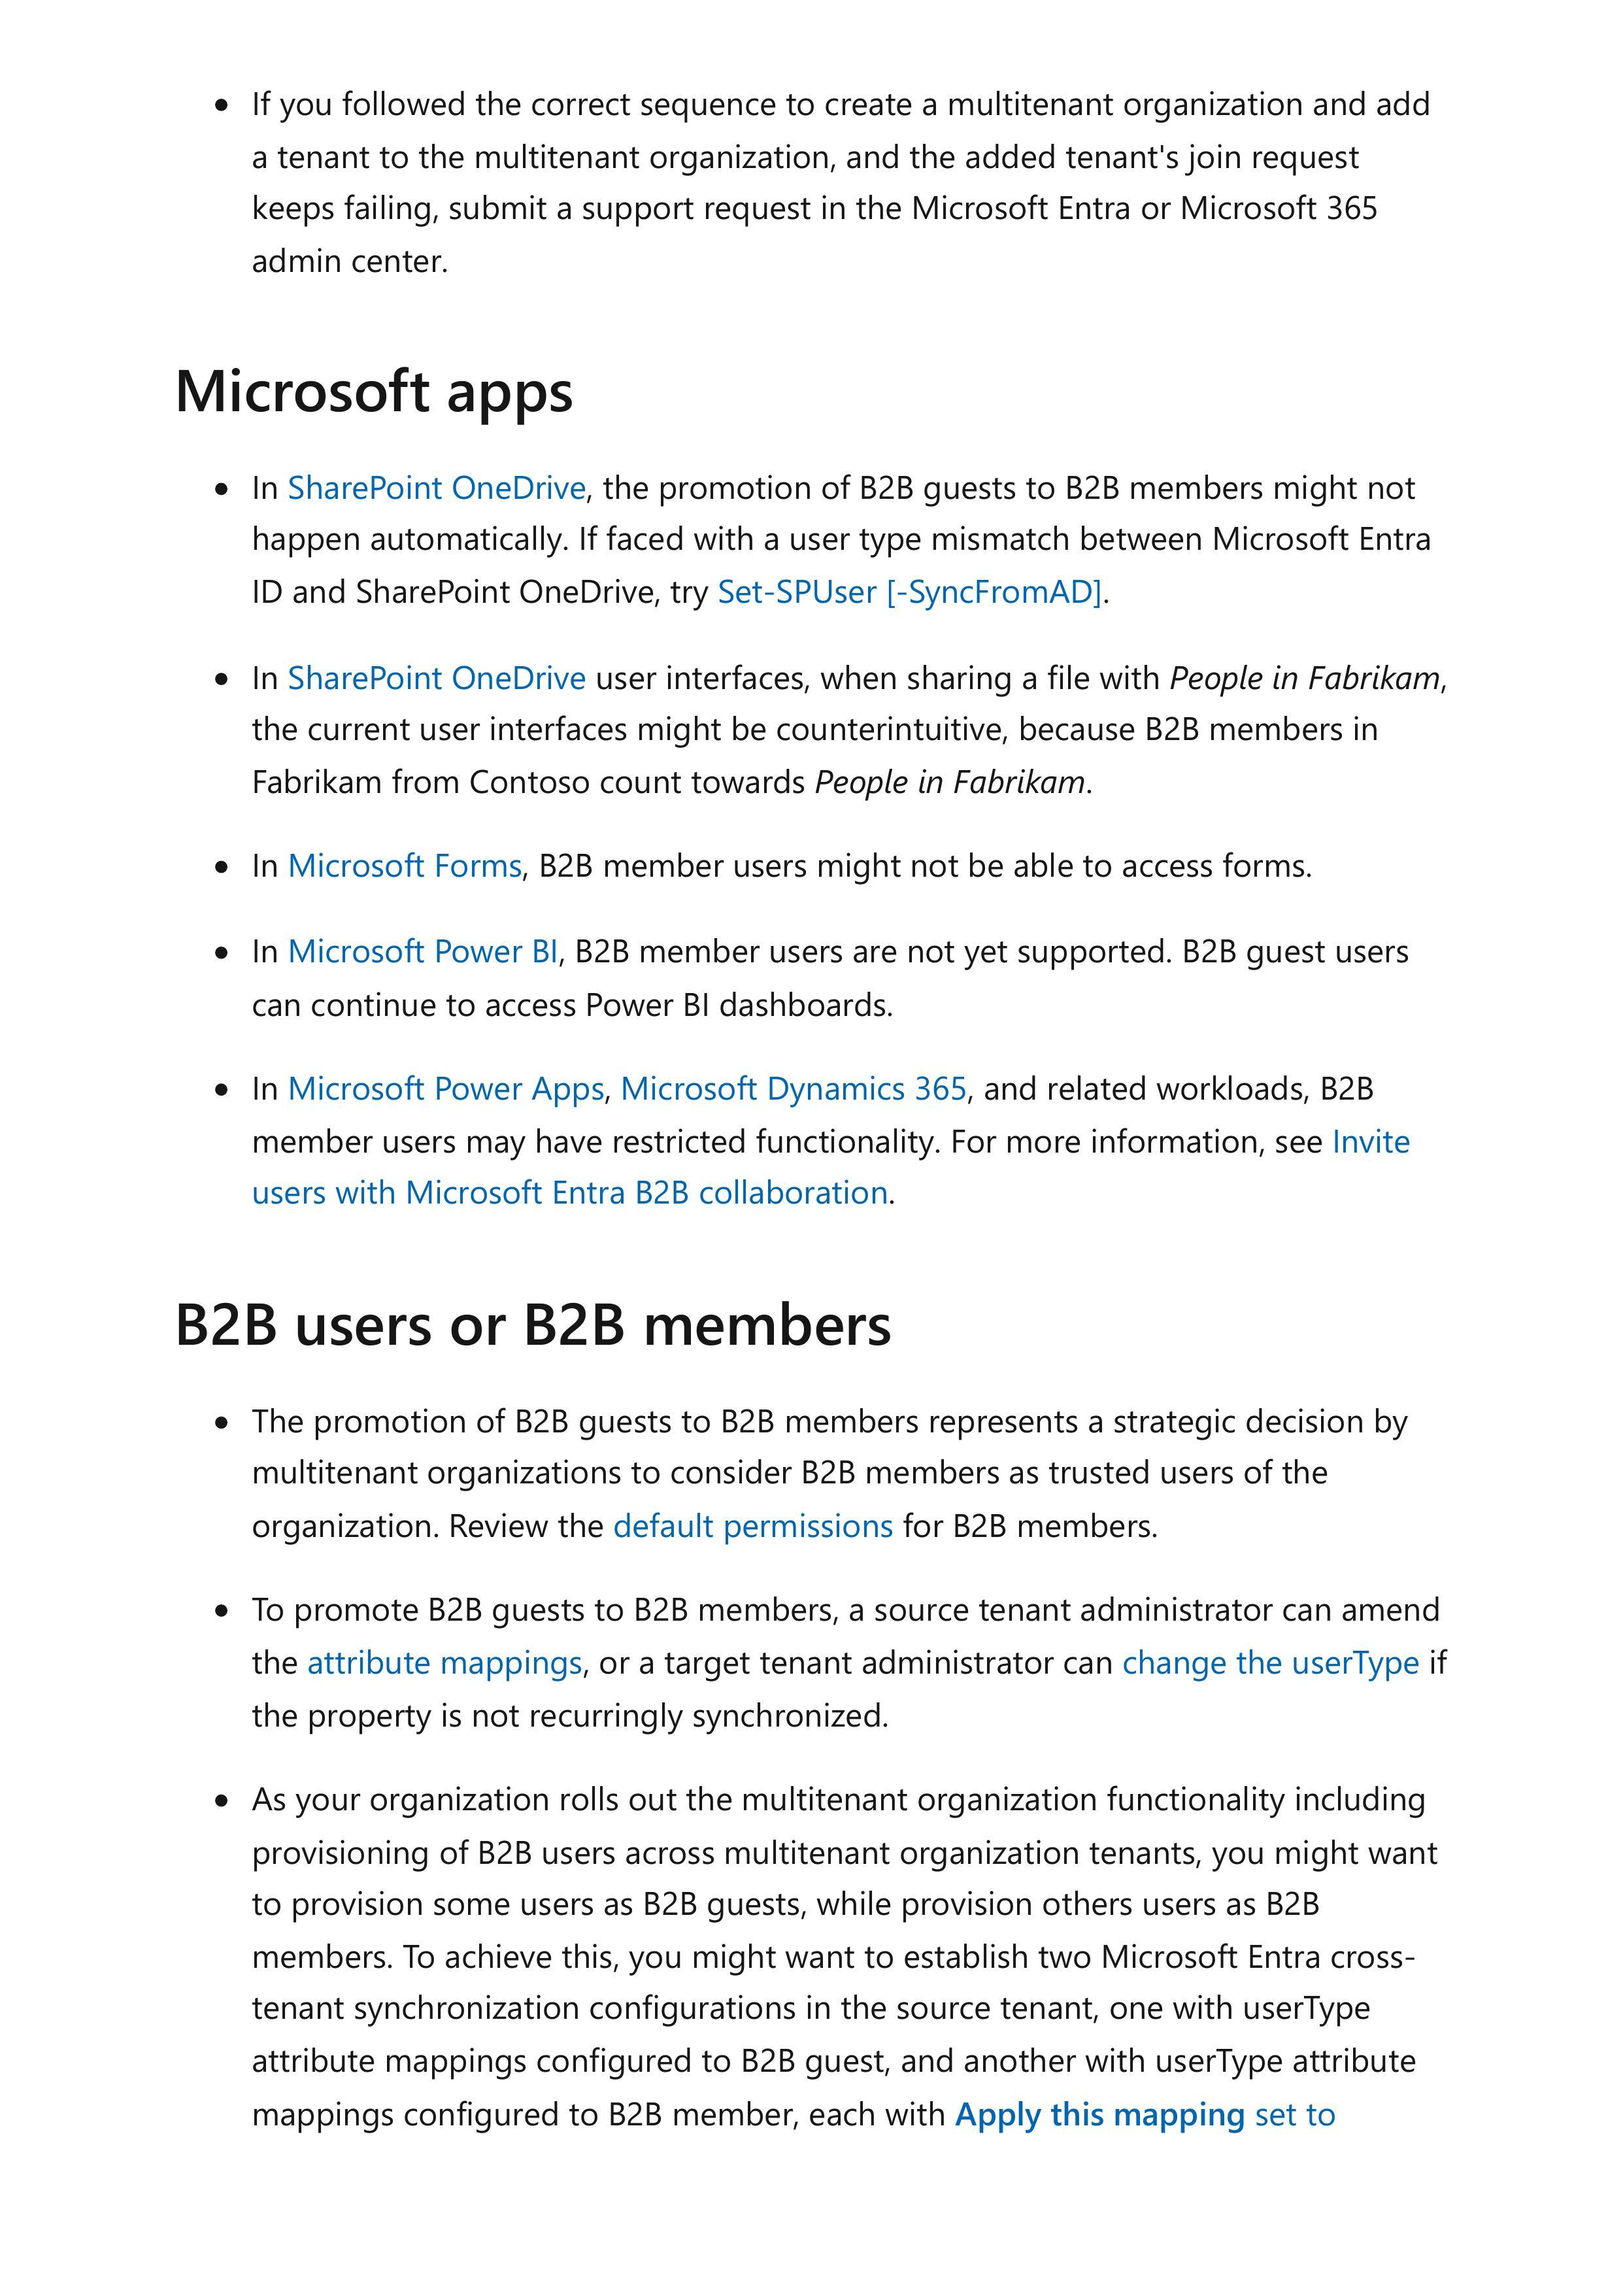 If you followed the correct sequence to create a multitenant organization and add
a tenant to the multitenant organization, and the added tenant's join request
keeps failing, submit a support request in the Microsoft Entra or Microsoft 365
admin center.
Microsoft apps
In SharePoint OneDrive, the promotion of B2B guests to B2B members might not
happen automatically. If faced with a user type mismatch between Microsoft Entra
ID and SharePoint OneDrive, try Set-SPUser [-SyncFromAD].
In SharePoint OneDrive user interfaces, when sharing a file with People in Fabrikam,
the current user interfaces might be counterintuitive, because B2B members in
Fabrikam from Contoso count towards People in Fabrikam.
In Microsoft Forms, B2B member users might not be able to access forms.
In Microsoft Power BI, B2B member users are not yet supported. B2B guest users
can continue to access Power BI dashboards.
In Microsoft Power Apps, Microsoft Dynamics 365, and related workloads, B2B
member users may have restricted functionality. For more information, see Invite
users with Microsoft Entra B2B collaboration.
B2B users or B2B members
The promotion of B2B guests to B2B members represents a strategic decision by
multitenant organizations to consider B2B members as trusted users of the
organization. Review the default permissions for B2B members.
To promote B2B guests to B2B members, a source tenant administrator can amend
the attribute mappings, or a target tenant administrator can change the userType if
the property is not recurringly synchronized.
As your organization rolls out the multitenant organization functionality including
provisioning of B2B users across multitenant organization tenants, you might want
to provision some users as B2B guests, while provision others users as B2B
members. To achieve this, you might want to establish two Microsoft Entra cross-
tenant synchronization configurations in the source tenant, one with userType
attribute mappings configured to B2B guest, and another with userType attribute
mappings configured to B2B member, each with Apply this mapping set to